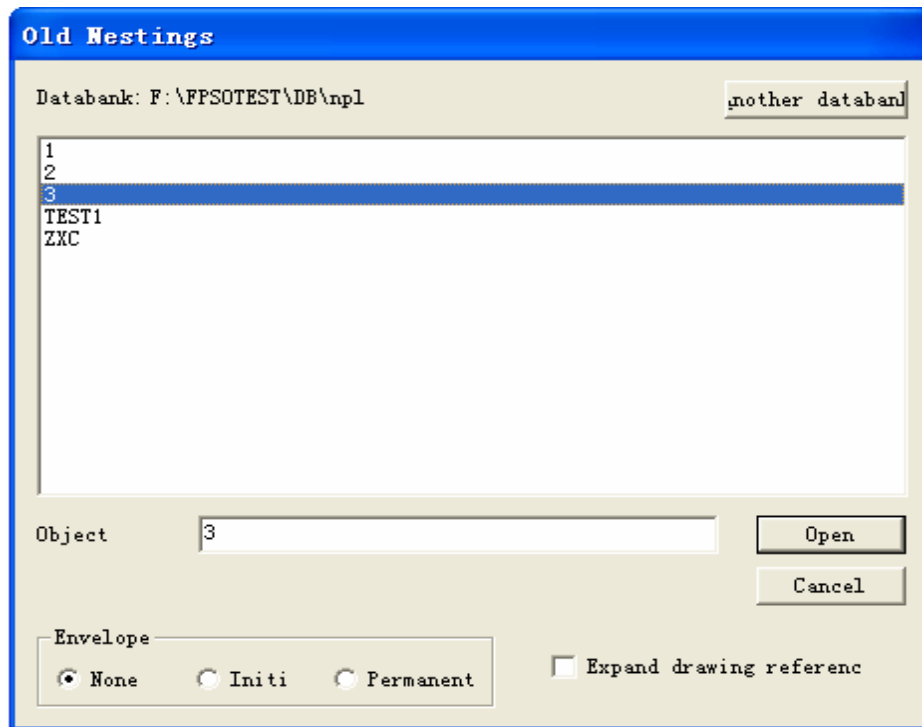 Old Nestings
Databank: F:\FPSOTEST\DB\npl
nother databank
1
2
3
TEST1
ZXC
Object
3
Open
Cancel
Envelope
None Initi Permanent
Expand drawing referenc